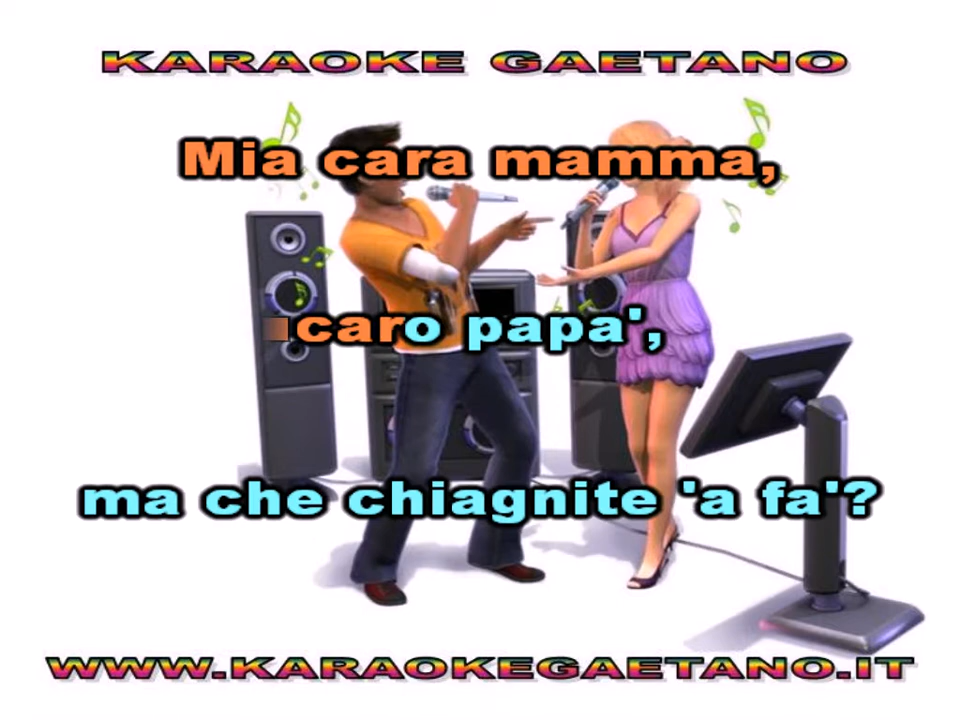 KARAOKE GAETANO
Mia cara mamma,
caro papa',
ma che chiagnite 'a fa'?
WWW.KARAOKEGAETANO.IT